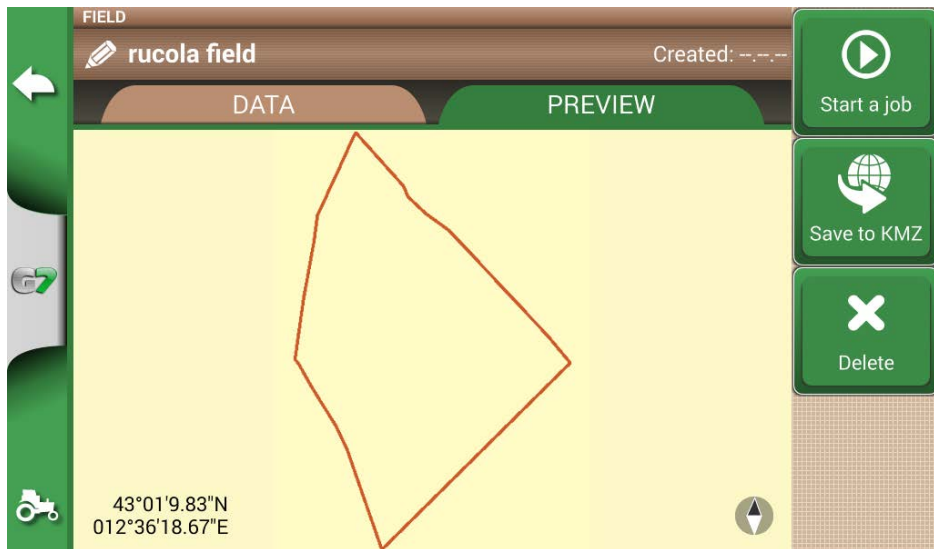 FIELD
rucola field
Created: --.--.--
DATA
PREVIEW
Start a job
Save to KMZ
Delete
G7
43°01'9.83"N
012°36'18.67"E